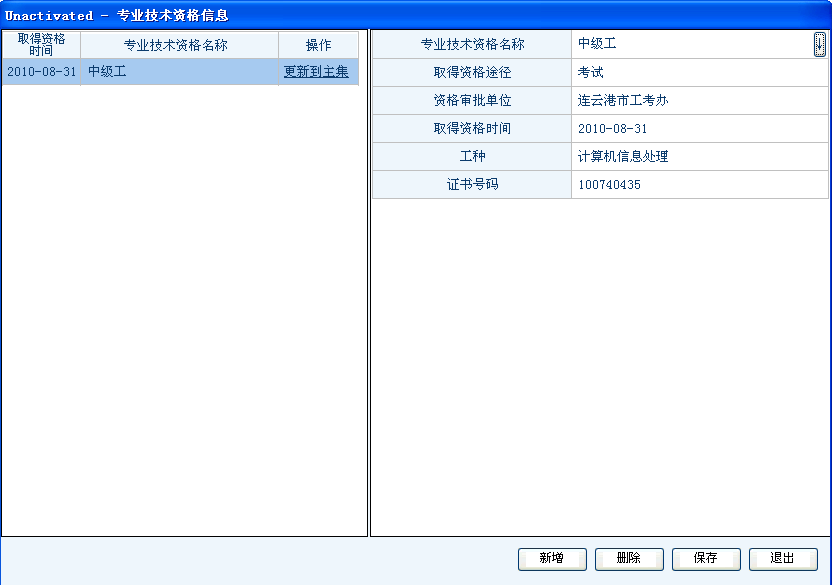 Unactivated - 专业技术资格信息
取得资格
时间
专业技术资格名称
操作
2010-08-31
中级工
更新到主集
专业技术资格名称
中级工
取得资格途径
考试
资格审批单位
连云港市工考办
取得资格时间
2010-08-31
工种
计算机信息处理
证书号码
100740435
新增
删除
保存
退出